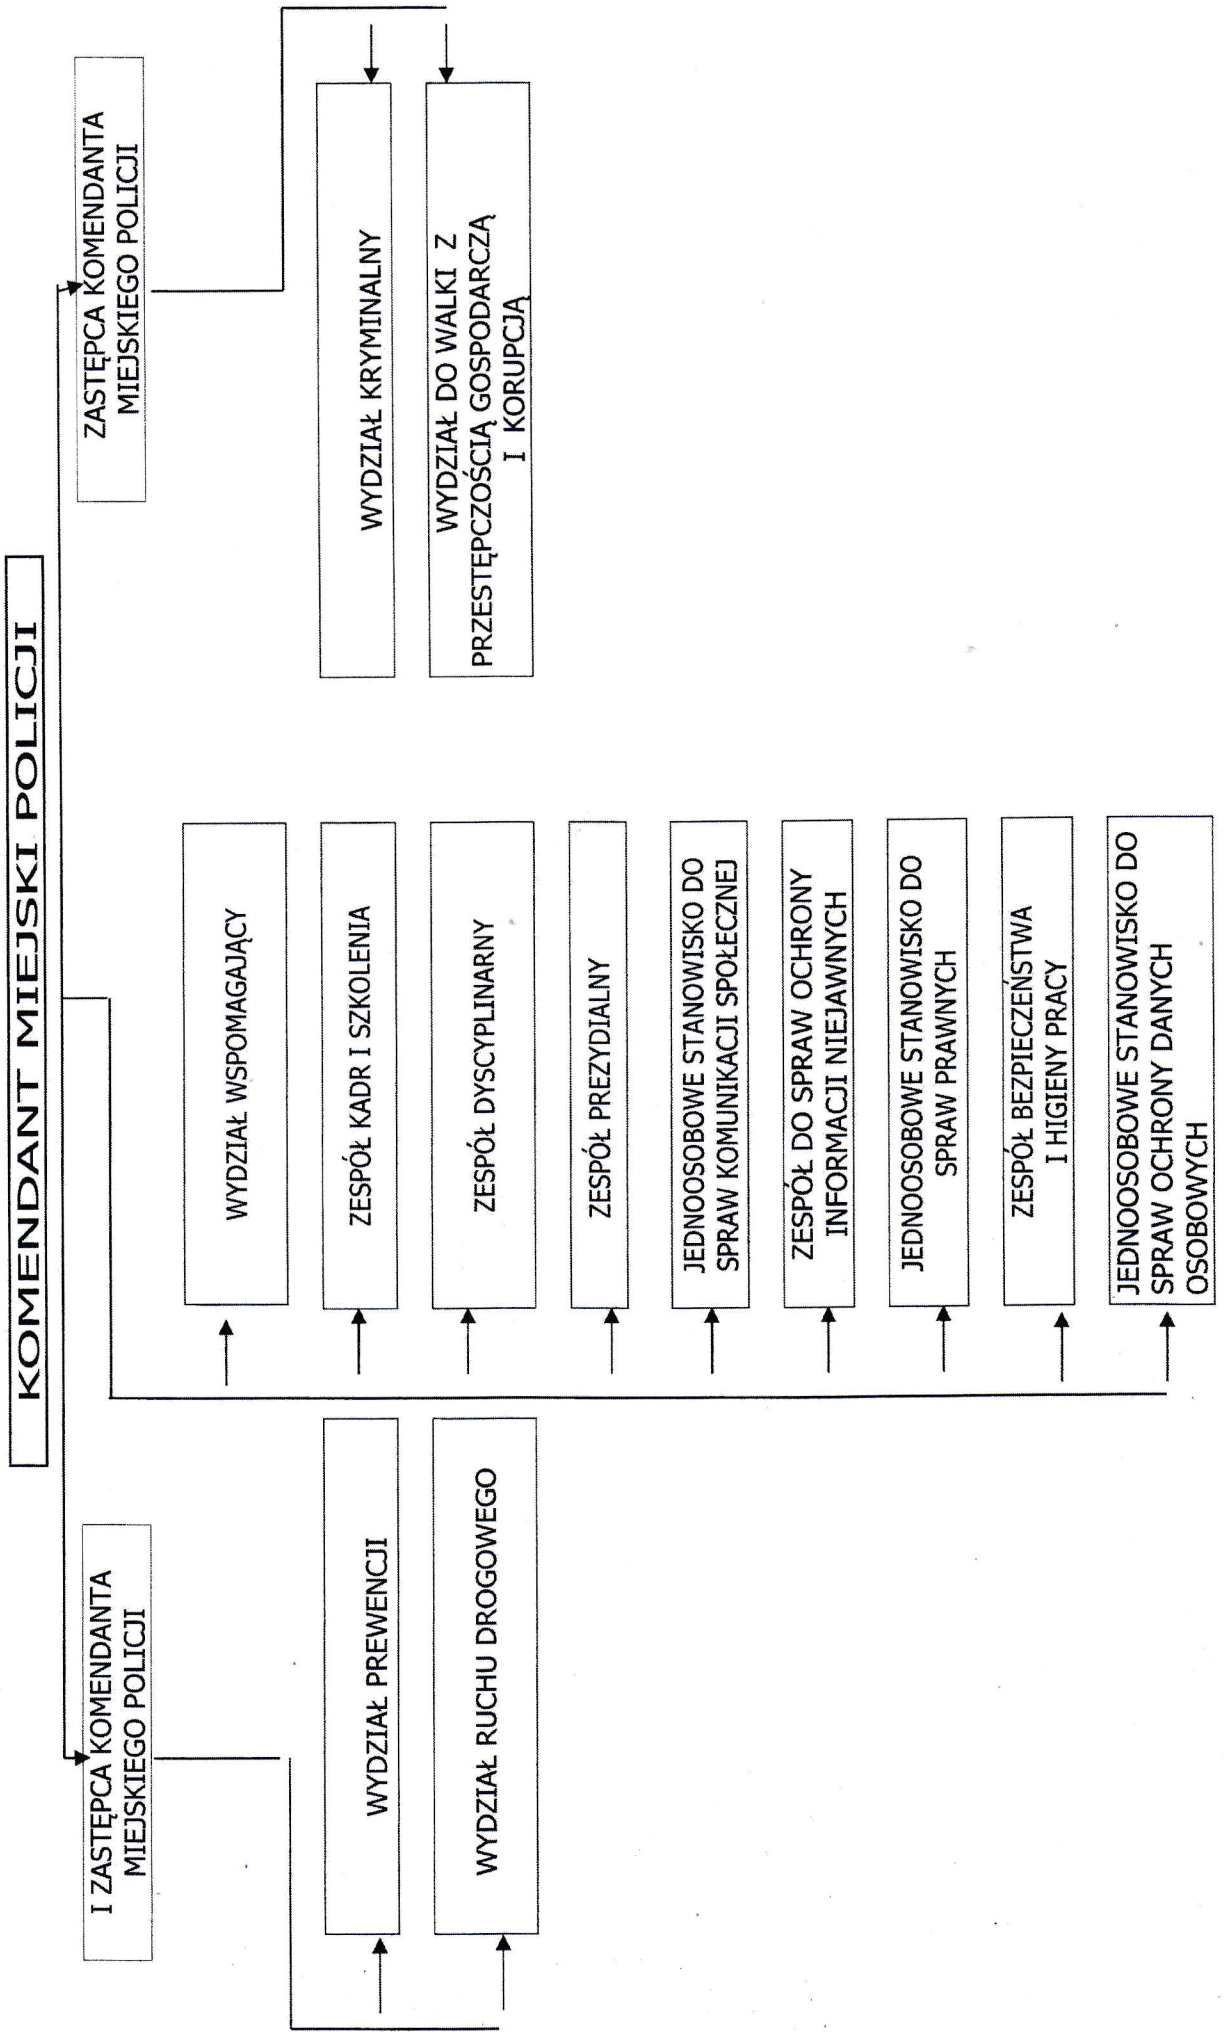 KOMENDANT MIEJSKI POLICJI
I ZASTĘPCA KOMENDANTA
MIEJSKIEGO POLICJI
ZASTĘPCA KOMENDANTA
MIEJSKIEGO POLICJI
WYDZIAŁ PREWENCJI
WYDZIAŁ RUCHU DROGOWEGO
WYDZIAŁ WSPOMAGAJĄCY
ZESPÓŁ KADR I SZKOLENIA
ZESPÓŁ DYSCYPLINARNY
ZESPÓŁ PREZYDIALNY
JEDNOOSOBOWE STANOWISKO DO
SPRAW KOMUNIKACJI SPOŁECZNEJ
ZESPÓŁ DO SPRAW OCHRONY
INFORMACJI NIEJAWNYCH
JEDNOOSOBOWE STANOWISKO DO
SPRAW PRAWNYCH
ZESPÓŁ BEZPIECZEŃSTWA
I HIGIENY PRACY
JEDNOOSOBOWE STANOWISKO DO
SPRAW OCHRONY DANYCH
OSOBOWYCH
WYDZIAŁ KRYMINALNY
WYDZIAŁ DO WALKI Z
PRZESTĘPCZOŚCIĄ GOSPODARCZĄ
I KORUPCJĄ